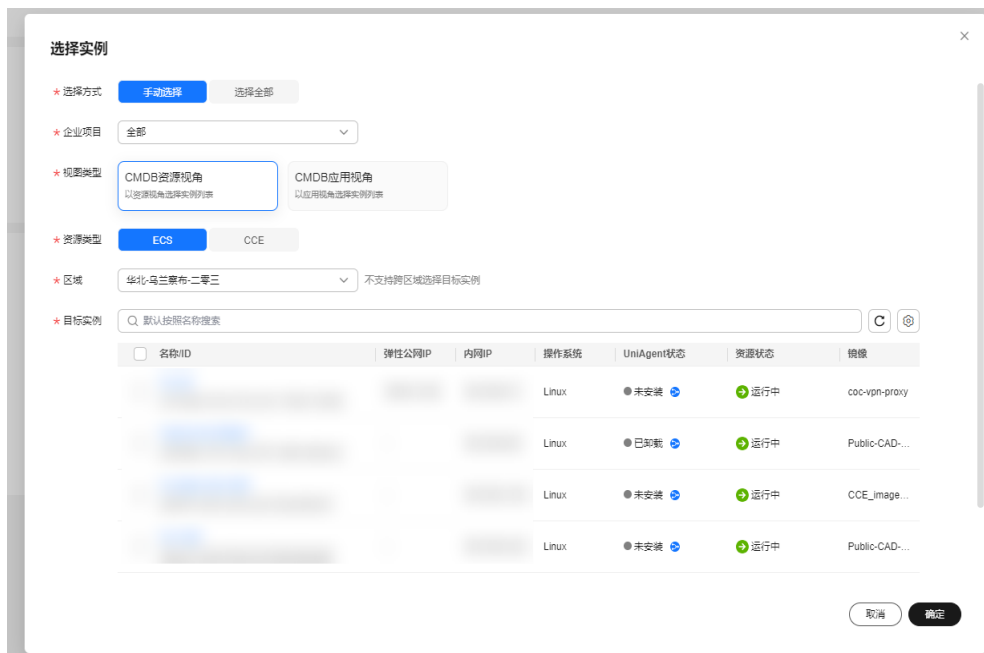 选择实例
* 选择方式 手动选择 选择全部
* 企业项目 全部
* 视图类型 CMDB资源视角 CMDB应用视角
以资源视角选择实例列表 以应用视角选择实例列表
* 资源类型 ECS CCE
* 区域 华北-乌兰察布-二零三 不支持跨区域选择目标实例
* 目标实例 默认按照名称搜索
名称/ID 弹性公网IP 内网IP 操作系统 UniAgent状态 资源状态 镜像
Linux 未安装 运行中 coc-vpn-proxy
Linux 已卸载 运行中 Public-CAD-...
Linux 未安装 运行中 CCE_image...
Linux 未安装 运行中 Public-CAD-...
取消 确定